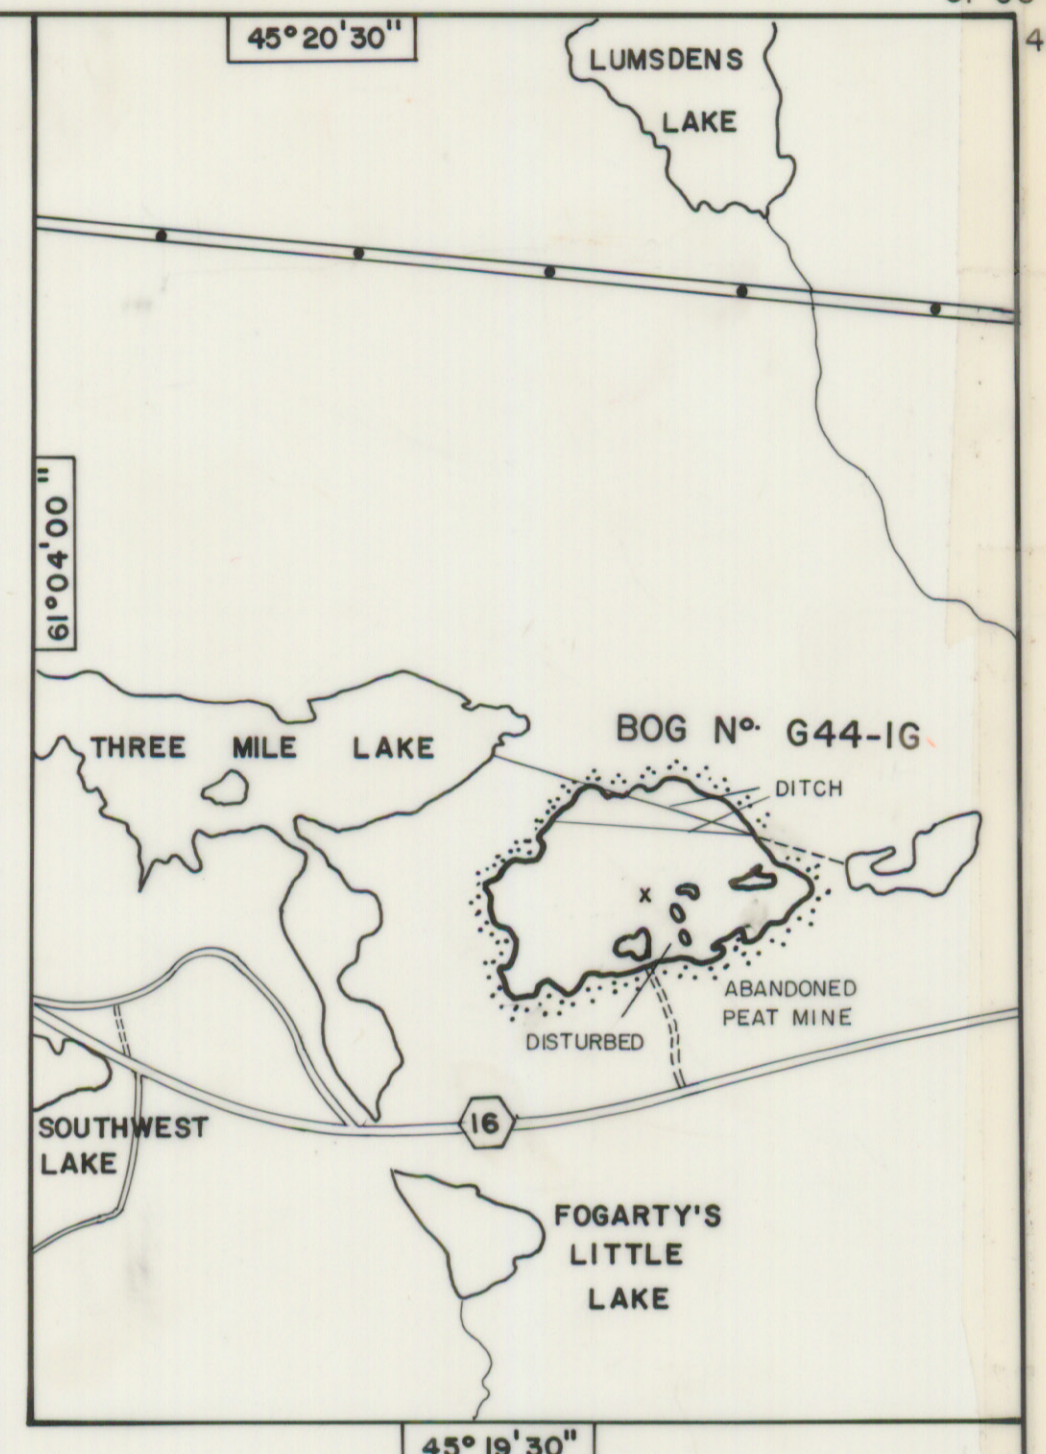 45°20'30"
4
LUMSDENS
LAKE
61°04'00"
BOG Nº. G44-1G
THREE MILE LAKE
DITCH
X
ABANDONED
PEAT MINE
DISTURBED
16
SOUTHWEST
LAKE
FOGARTY'S
LITTLE
LAKE
45° 19'30"